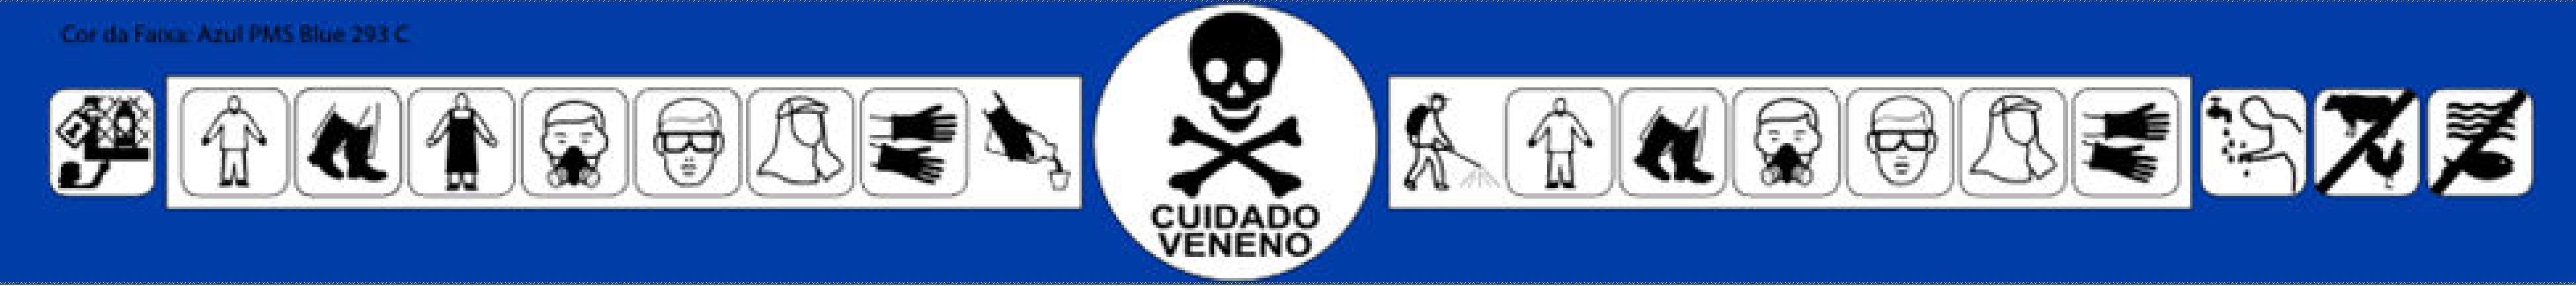 Cor da Faixa: Azul PMS Blue 293 C
CUIDADO
VENENO